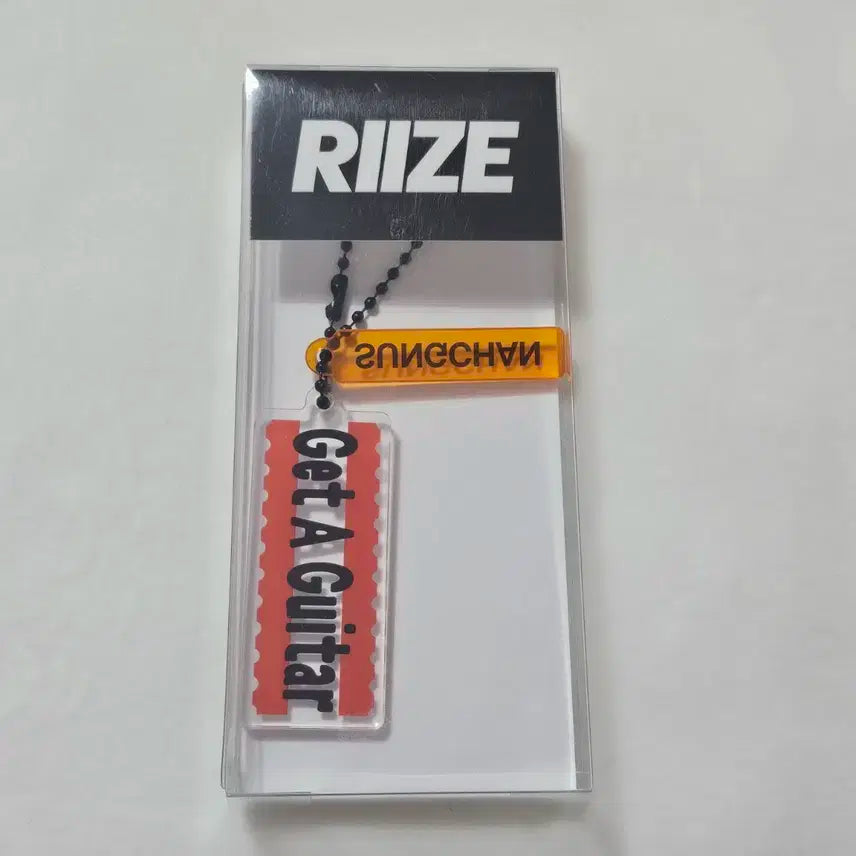 RIIZE
SUNGCHAN
Get A Guitar